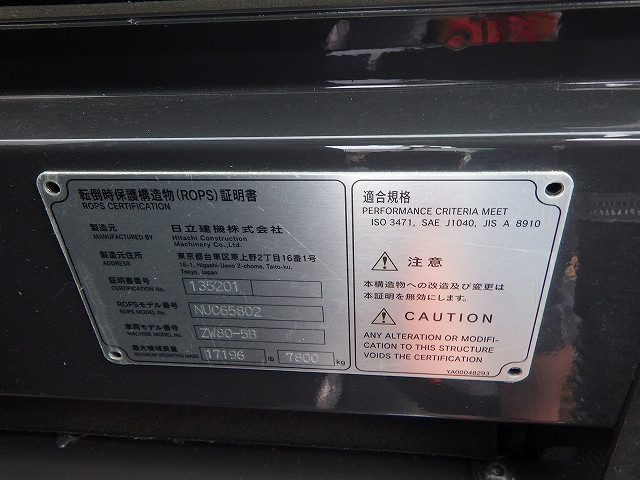 転倒時保護構造物(ROPS)証明書
ROPS CERTIFICATION
製造元 日立建機株式会社
MANUFACTURED BY Hitachi Construction
Machinery Co.,Ltd.
製造元住所 東京都台東区東上野2丁目16番1号
ADDRESS 16-1, Higashi-Ueno 2-chome, Taito-ku,
Tokyo, Japan
証明書番号 135201
CERTIFICATION No.
ROPSモデル番号 NUC65802
ROPS MODEL No.
車両モデル番号 ZW80-5B
MACHINE MODEL No.
最大機械質量 17196 lb 7800 kg
MAXIMUM OPERATING MASS
適合規格
PERFORMANCE CRITERIA MEET
ISO 3471, SAE J1040, JIS A 8910
注意
本構造物への改造及び変更は
本証明を無効にします。
CAUTION
ANY ALTERATION OR MODIFI-
CATION TO THIS STRUCTURE
VOIDS THE CERTIFICATION
YA00048293